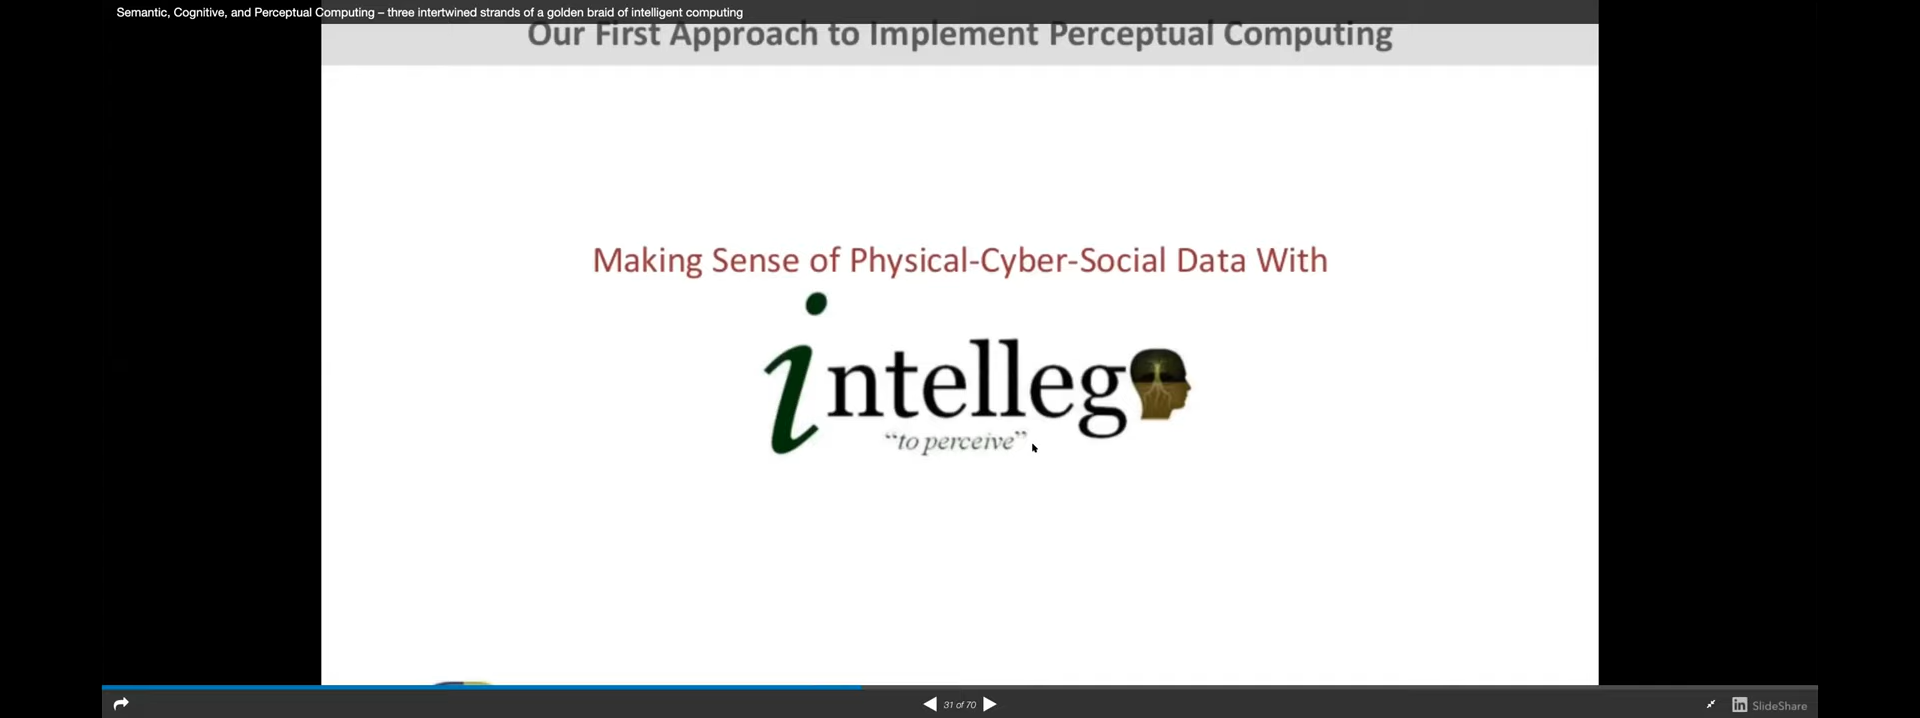 Semantic, Cognitive, and Perceptual Computing – three intertwined strands of a golden braid of intelligent computing
Our First Approach to Implement Perceptual Computing
Making Sense of Physical-Cyber-Social Data With
intellego
“to perceive”
31 of 70
in SlideShare